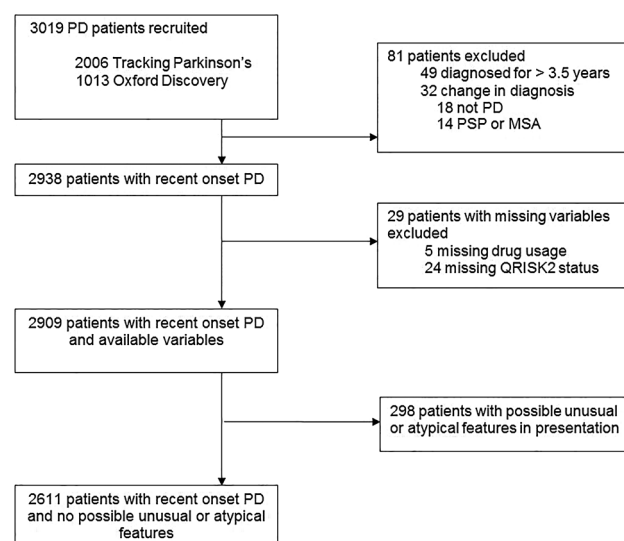 3019 PD patients recruited
2006 Tracking Parkinson's
1013 Oxford Discovery
81 patients excluded
49 diagnosed for > 3.5 years
32 change in diagnosis
18 not PD
14 PSP or MSA
2938 patients with recent onset PD
29 patients with missing variables
excluded
5 missing drug usage
24 missing QRISK2 status
2909 patients with recent onset PD
and available variables
298 patients with possible unusual
or atypical features in presentation
2611 patients with recent onset PD
and no possible unusual or atypical
features